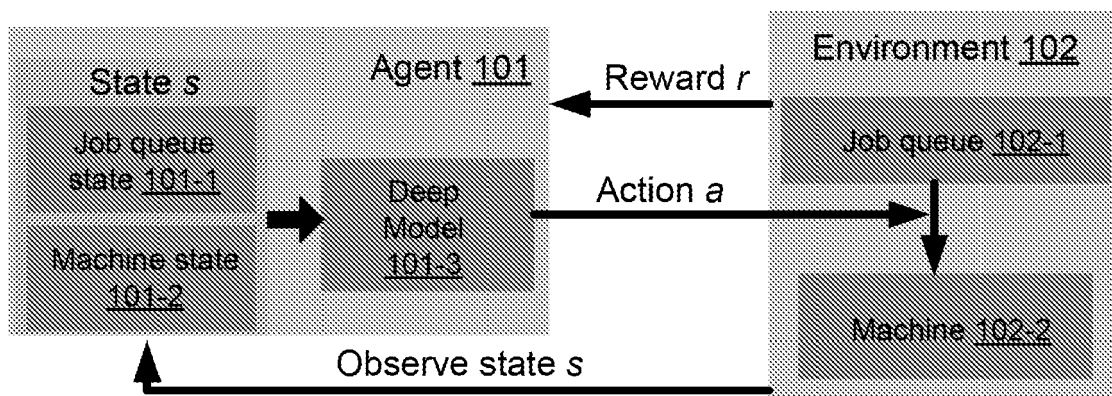 State s
Job queue
state 101-1
Machine state
101-2
Agent 101
Deep
Model
101-3
Reward r
Action a
Observe state s
Environment 102
Job queue 102-1
Machine 102-2